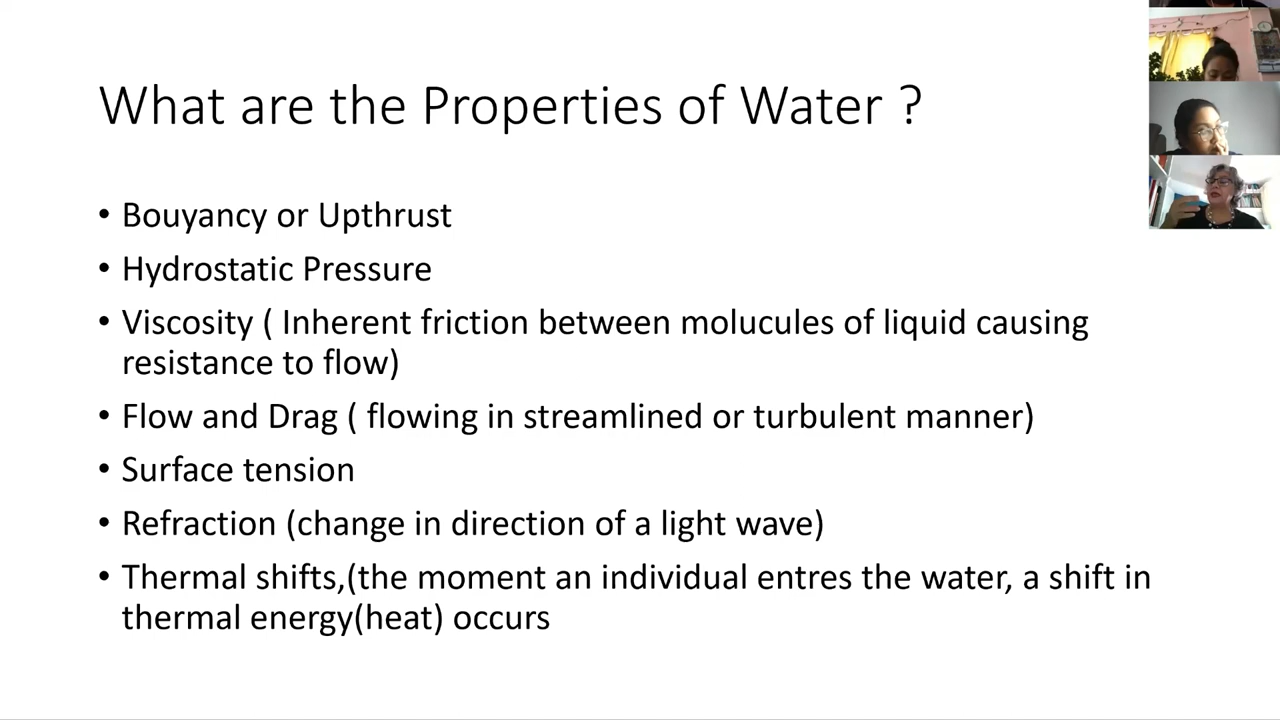 What are the Properties of Water ?
• Bouyancy or Upthrust
• Hydrostatic Pressure
• Viscosity ( Inherent friction between molucules of liquid causing
resistance to flow)
• Flow and Drag ( flowing in streamlined or turbulent manner)
• Surface tension
• Refraction (change in direction of a light wave)
• Thermal shifts,(the moment an individual entres the water, a shift in
thermal energy(heat) occurs